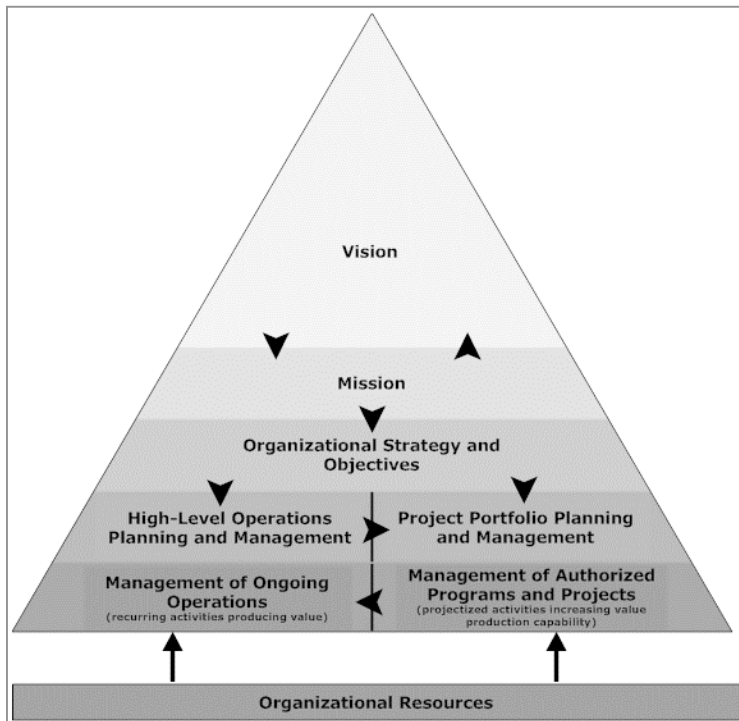 Vision
Mission
Organizational Strategy and
Objectives
High-Level Operations
Planning and Management
Project Portfolio Planning
and Management
Management of Ongoing
Operations
(recurring activities producing value)
Management of Authorized
Programs and Projects
(projectized activities increasing value
production capability)
Organizational Resources